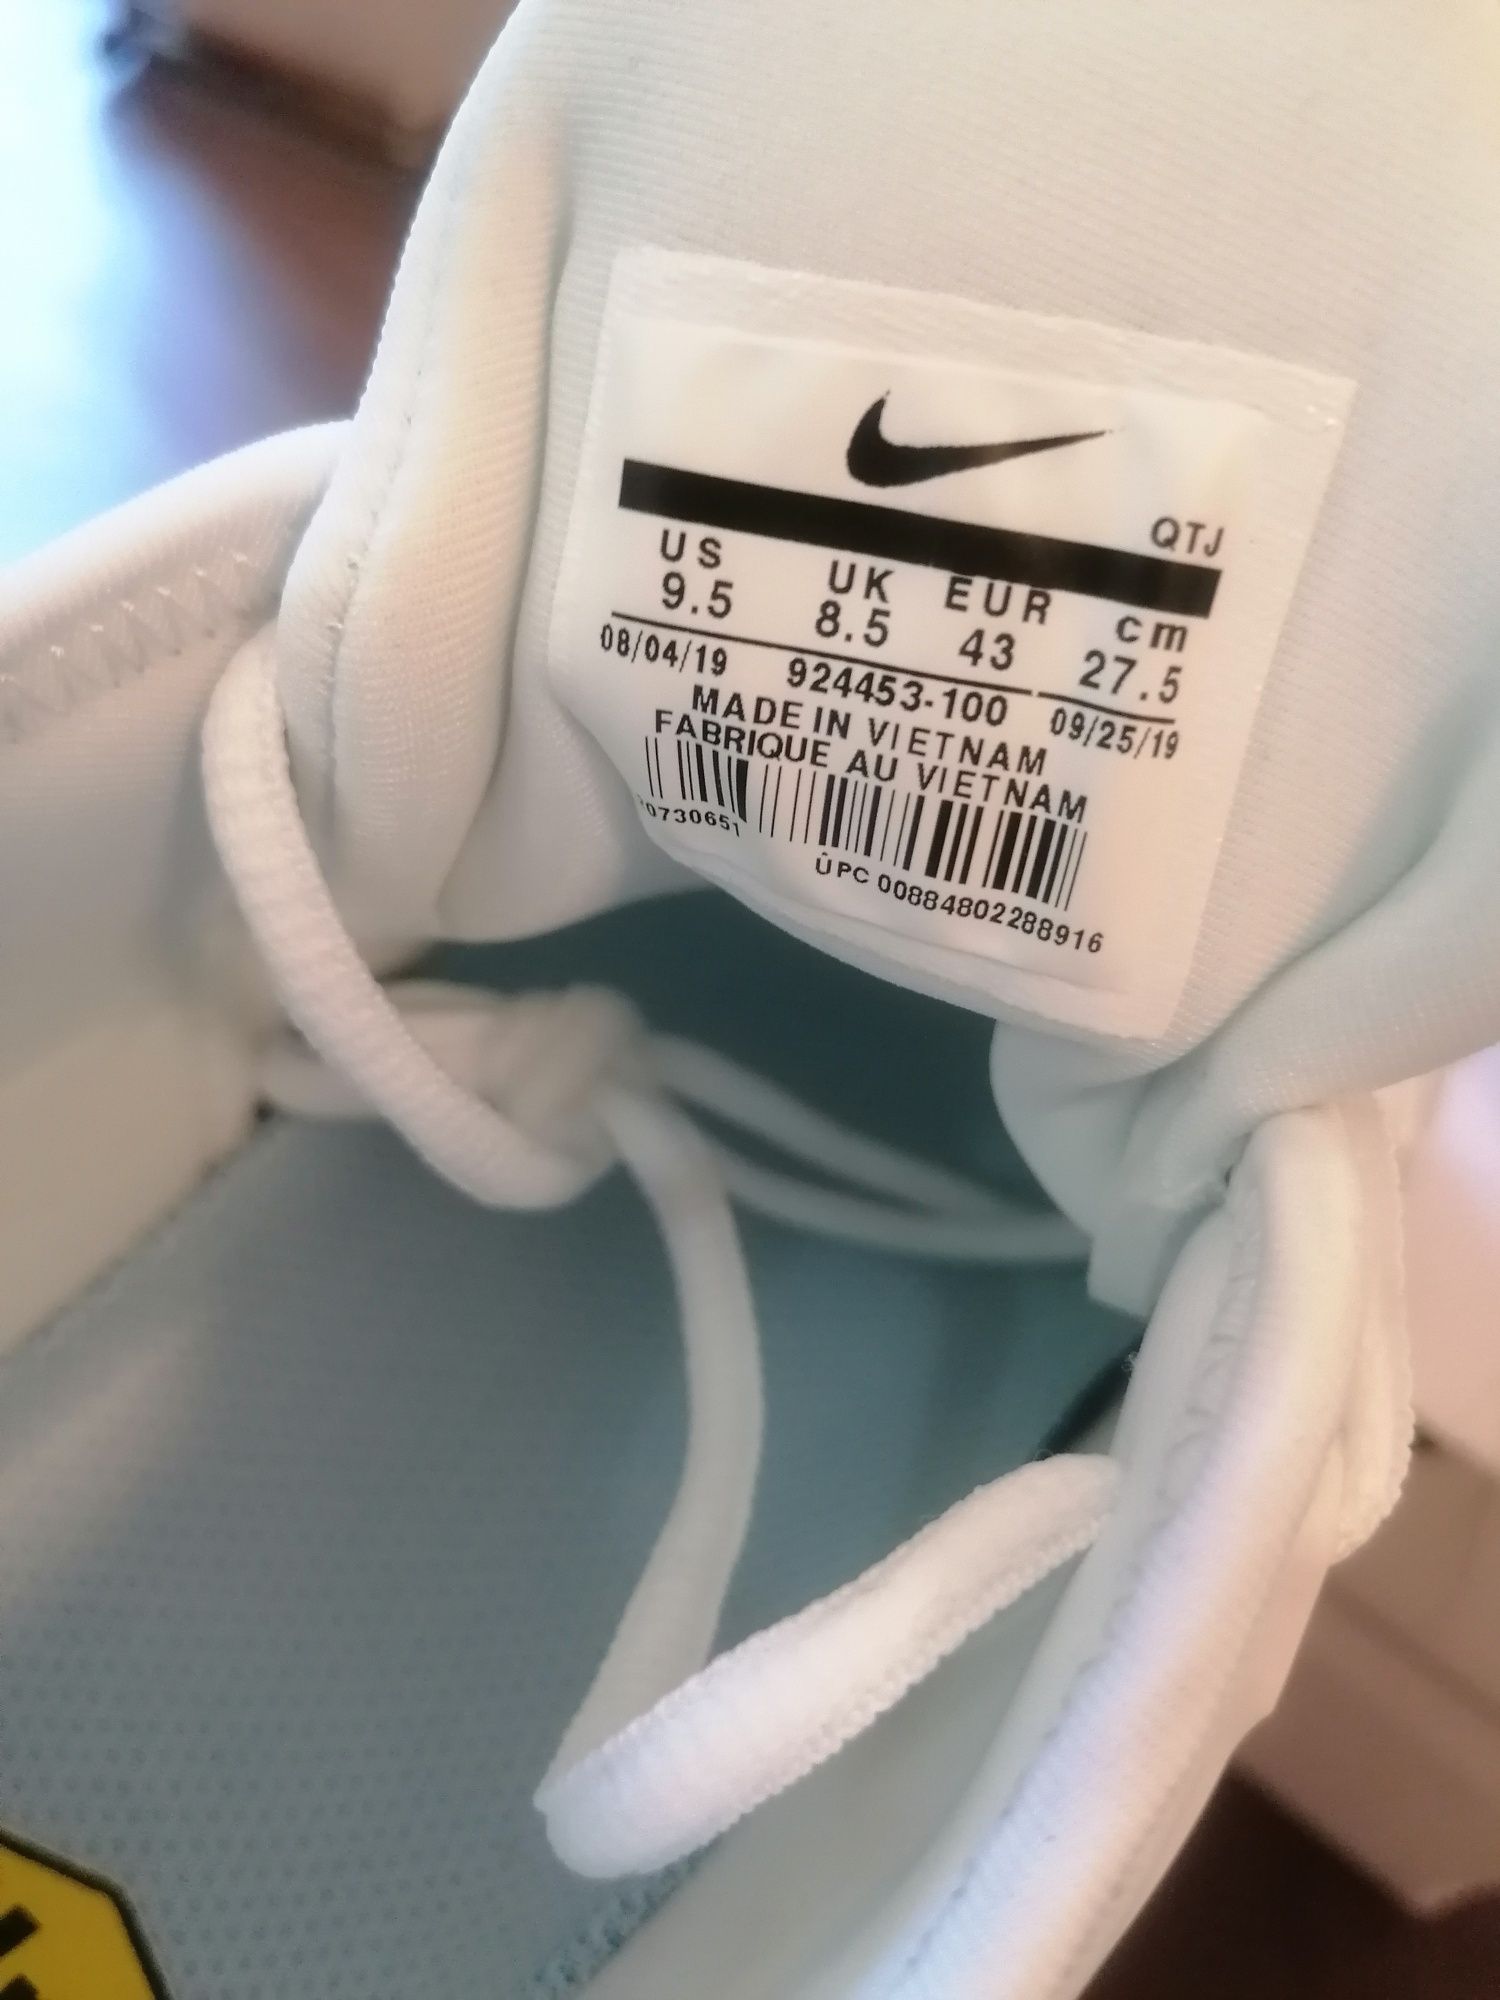 QTJ
US UK EUR cm
9.5 8.5 43 27.5
08/04/19 924453-100 09/25/19
MADE IN VIETNAM
FABRIQUE AU VIETNAM
0730651
UPC 00884802288916